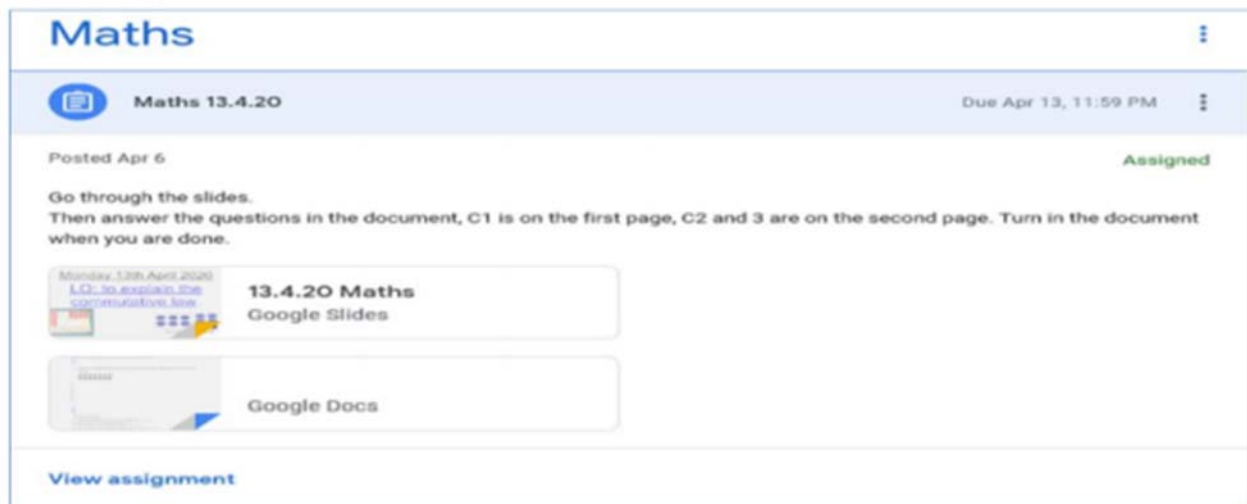 Maths
Maths 13.4.20
Due Apr 13, 11:59 PM
Posted Apr 6
Assigned
Go through the slides.
Then answer the questions in the document, C1 is on the first page, C2 and 3 are on the second page. Turn in the document
when you are done.
Monday 13th April 2020
LO: to explain the
commutative law
13.4.20 Maths
Google Slides
Google Docs
View assignment